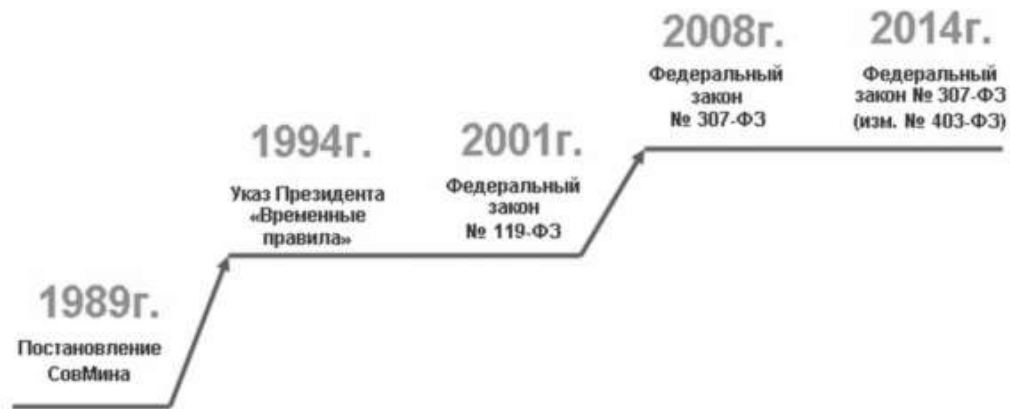 1989г.
Постановление
СовМина
1994г.
Указ Президента
«Временные
правила»
2001г.
Федеральный
закон
№ 119-ФЗ
2008г.
Федеральный
закон
№ 307-ФЗ
2014г.
Федеральный
закон № 307-ФЗ
(изм. № 403-ФЗ)